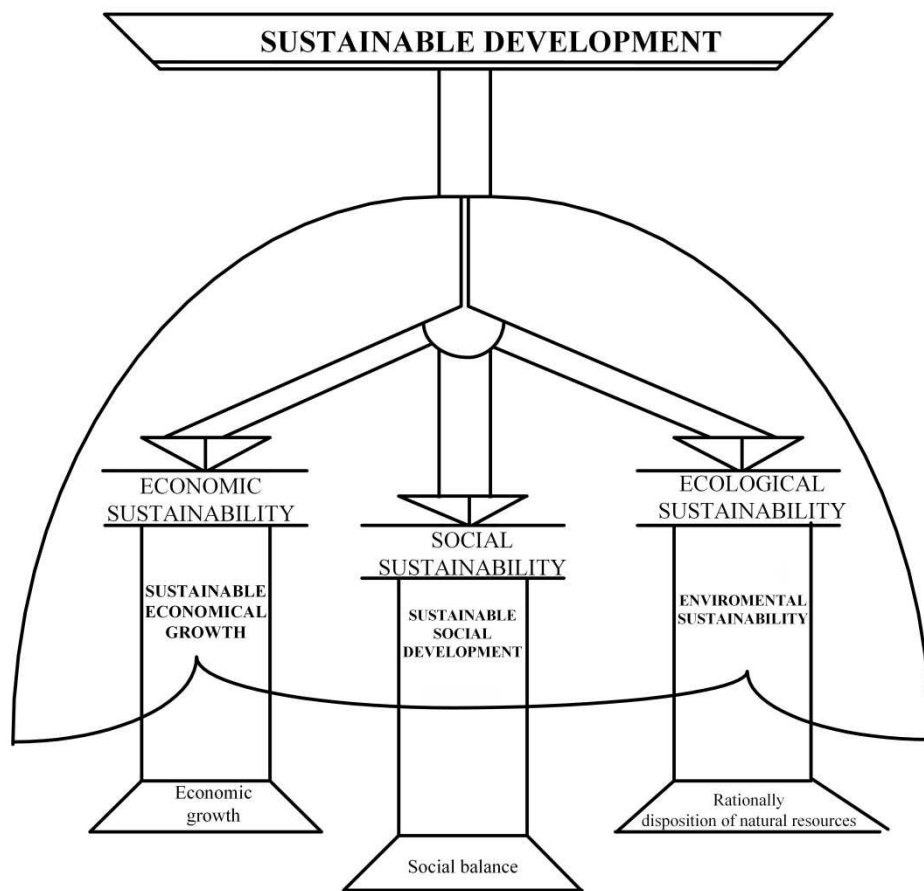 SUSTAINABLE DEVELOPMENT
ECONOMIC
SUSTAINABILITY
SUSTAINABLE
ECONOMICAL
GROWTH
Economic
growth
SOCIAL
SUSTAINABILITY
SUSTAINABLE
SOCIAL
DEVELOPMENT
Social balance
ECOLOGICAL
SUSTAINABILITY
ENVIROMENTAL
SUSTAINABILITY
Rationally
disposition of natural resources